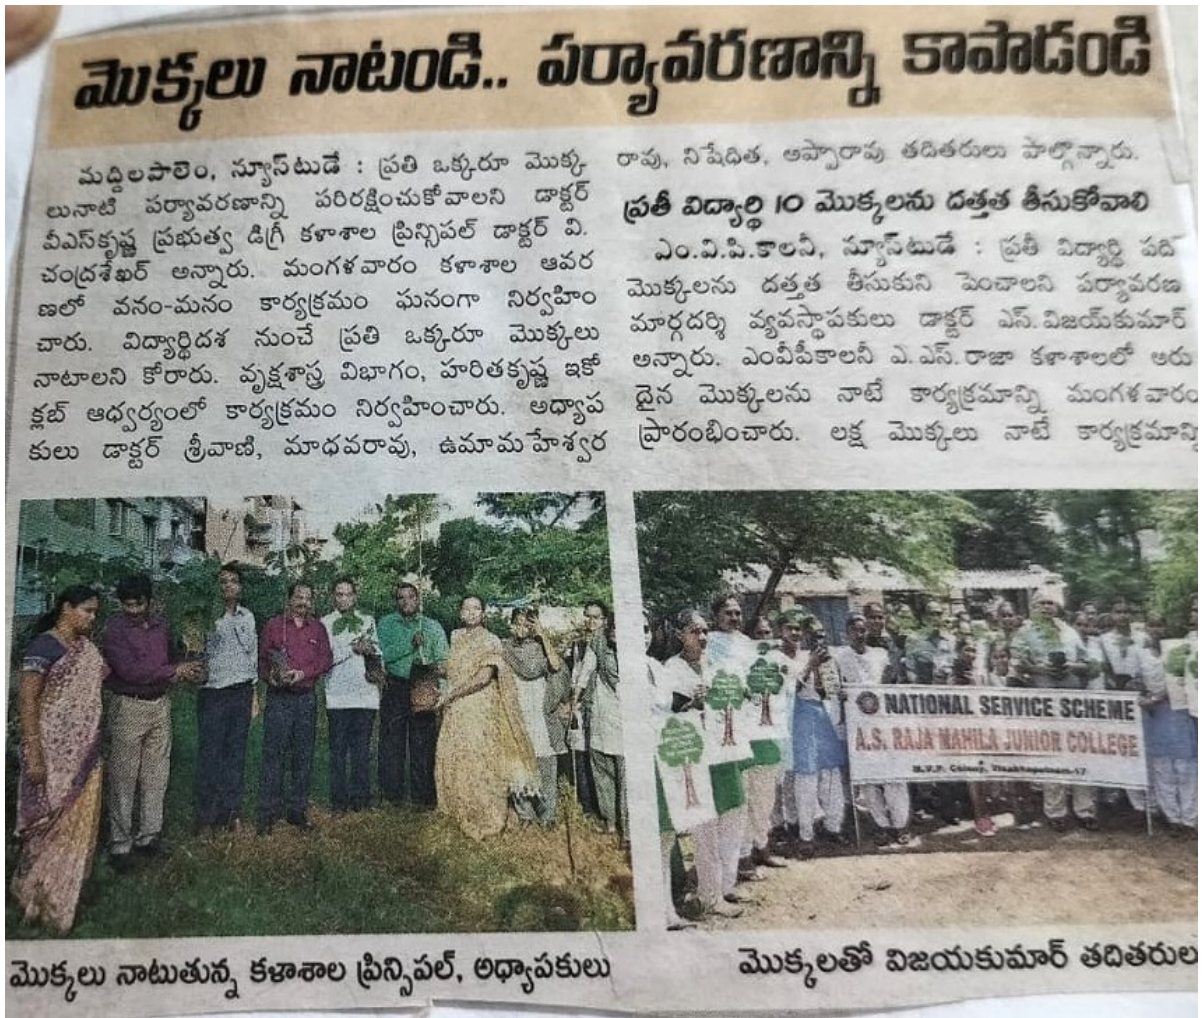 మొక్కలు నాటండి.. పర్యావరణాన్ని కాపాడండి
మద్దిలపాలెం, న్యూస్‌టుడే : ప్రతి ఒక్కరూ మొక్క
లునాటి పర్యావరణాన్ని పరిరక్షించుకోవాలని డాక్టర్
వీఎస్‌కృష్ణ ప్రభుత్వ డిగ్రీ కళాశాల ప్రిన్సిపల్ డాక్టర్ వి.
చంద్రశేఖర్ అన్నారు. మంగళవారం కళాశాల ఆవర
ణలో వనం-మనం కార్యక్రమం ఘనంగా నిర్వహిం
చారు. విద్యార్థిదశ నుంచే ప్రతి ఒక్కరూ మొక్కలు
నాటాలని కోరారు. వృక్షశాస్త్ర విభాగం, హరితకృష్ణ ఇకో
క్లబ్ ఆధ్వర్యంలో కార్యక్రమం నిర్వహించారు. అధ్యాప
కులు డాక్టర్ శ్రీవాణి, మాధవరావు, ఉమామహేశ్వర
రావు, నిషేధిత, అప్పారావు తదితరులు పాల్గొన్నారు.
ప్రతీ విద్యార్థి 10 మొక్కలను దత్తత తీసుకోవాలి
ఎం.వి.పి.కాలనీ, న్యూస్‌టుడే : ప్రతీ విద్యార్థి పది
మొక్కలను దత్తత తీసుకుని పెంచాలని పర్యావరణ
మార్గదర్శి వ్యవస్థాపకులు డాక్టర్ ఎస్.విజయ్‌కుమార్
అన్నారు. ఎంవీపీకాలనీ ఎ.ఎస్.రాజా కళాశాలలో అరు
దైన మొక్కలను నాటే కార్యక్రమాన్ని మంగళవారం
ప్రారంభించారు. లక్ష మొక్కలు నాటే కార్యక్రమాన్ని
NATIONAL SERVICE SCHEME
A.S. RAJA MAHILA JUNIOR COLLEGE
M.V.P. Colony, Visakhapatnam-17
మొక్కలు నాటుతున్న కళాశాల ప్రిన్సిపల్, అధ్యాపకులు
మొక్కలతో విజయకుమార్ తదితరుల